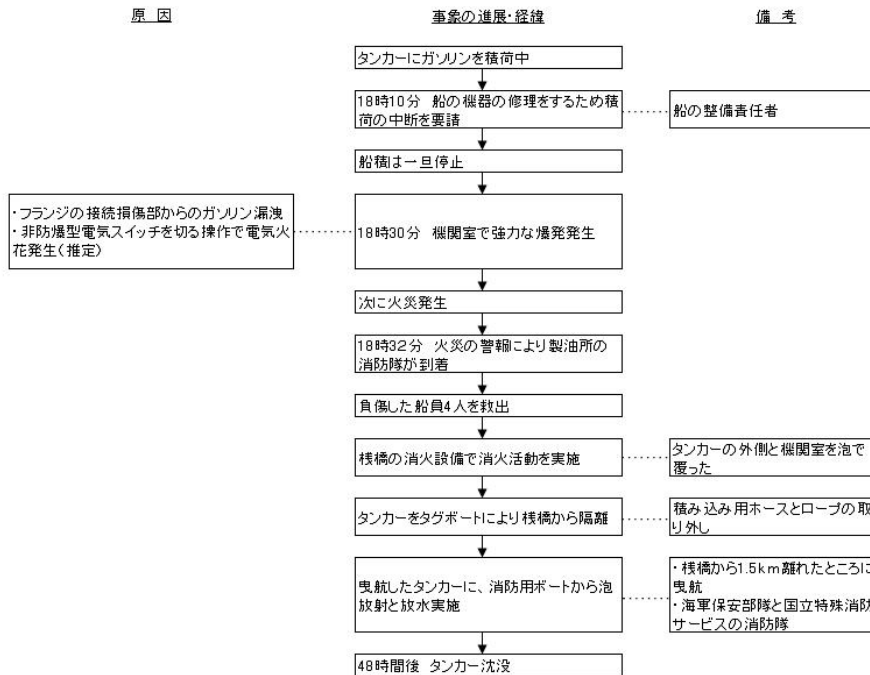 原 因
事象の進展・経緯
備 考
タンカーにガソリンを積荷中
18時10分 船の機器の修理をするため積
荷の中断を要請
船の整備責任者
船積は一旦停止
・フランジの接続損傷部からのガソリン漏洩
・非防爆型電気スイッチを切る操作で電気火
花発生(推定)
18時30分 機関室で強力な爆発発生
次に火災発生
18時32分 火災の警報により製油所の
消防隊が到着
負傷した船員4人を救出
桟橋の消火設備で消火活動を実施
タンカーの外側と機関室を泡で
覆った
タンカーをタグボートにより桟橋から隔離
積み込み用ホースとロープの取
り外し
曳航したタンカーに、消防用ボートから泡
放射と放水実施
・桟橋から1.5km離れたところに
曳航
・海軍保安部隊と国立特殊消防
サービスの消防隊
48時間後 タンカー沈没